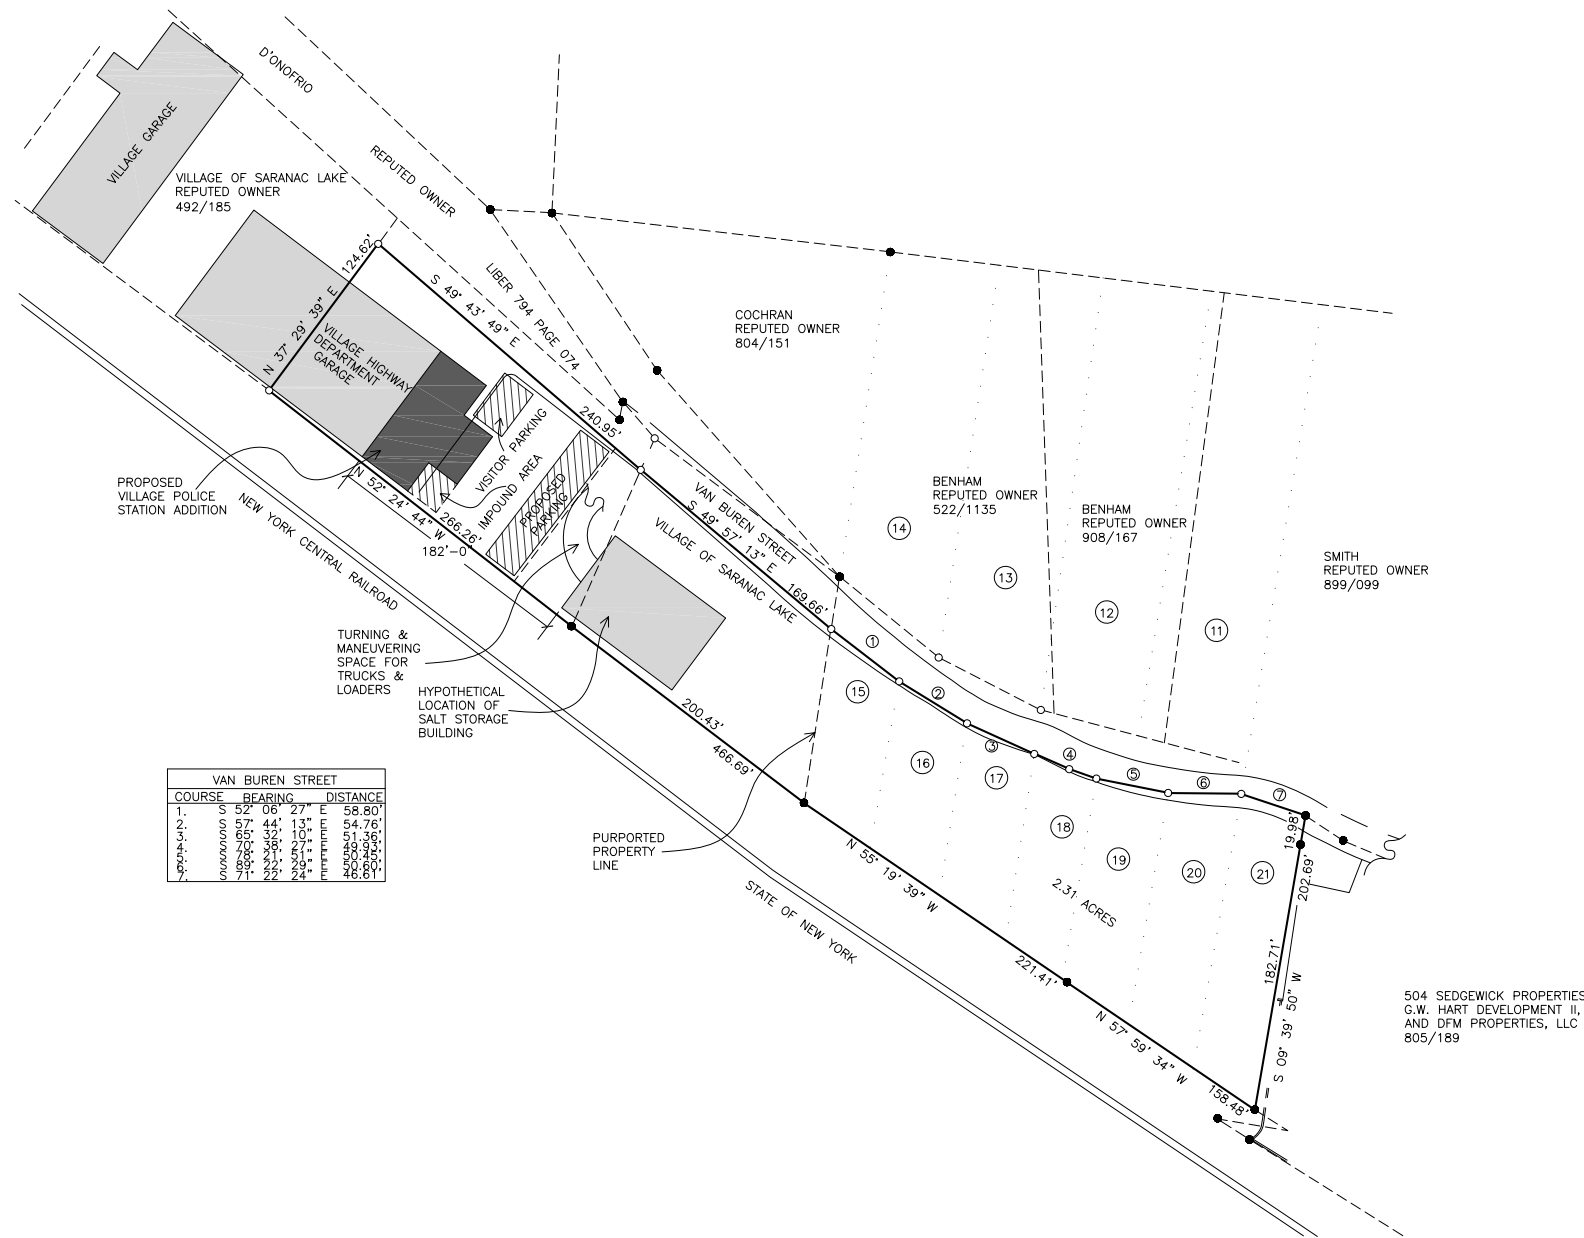 D'ONOFRIO
REPUTED OWNER
LIBER 794 PAGE 074
VILLAGE GARAGE
VILLAGE OF SARANAC LAKE
REPUTED OWNER
492/185
124.62'
N 37° 29' 39" E
S 49° 43' 49" E
240.95'
VILLAGE HIGHWAY
DEPARTMENT
GARAGE
VISITOR PARKING
IMPOUND AREA
PROPOSED
PARKING
COCHRAN
REPUTED OWNER
804/151
BENHAM
REPUTED OWNER
522/1135
BENHAM
REPUTED OWNER
908/167
SMITH
REPUTED OWNER
899/099
14
13
12
11
PROPOSED
VILLAGE POLICE
STATION ADDITION
N 52° 24' 44" W
266.26'
182'-0
NEW YORK CENTRAL RAILROAD
VAN BUREN STREET
S 49° 57' 13" E
169.66'
VILLAGE OF SARANAC LAKE
TURNING &
MANEUVERING
SPACE FOR
TRUCKS &
LOADERS
HYPOTHETICAL
LOCATION OF
SALT STORAGE
BUILDING
200.43'
466.69'
1
2
3
4
5
6
7
15
16
17
18
19
20
21
VAN BUREN STREET
COURSE BEARING DISTANCE
1. S 52° 06' 27" E 58.80'
2. S 57° 44' 13" E 54.76'
3. S 65° 32' 10" E 51.36'
4. S 70° 38' 27" E 49.93'
5. S 78° 21' 51" E 50.45'
6. S 89° 22' 29" E 50.60'
7. S 71° 22' 24" E 46.61'
PURPORTED
PROPERTY
LINE
N 55° 19' 39" W
221.41'
2.31 ACRES
STATE OF NEW YORK
N 57° 59' 34" W
158.48'
19.98'
202.69'
182.71'
S 09° 39' 50" W
504 SEDGEWICK PROPERTIES
G.W. HART DEVELOPMENT II,
AND DFM PROPERTIES, LLC
805/189